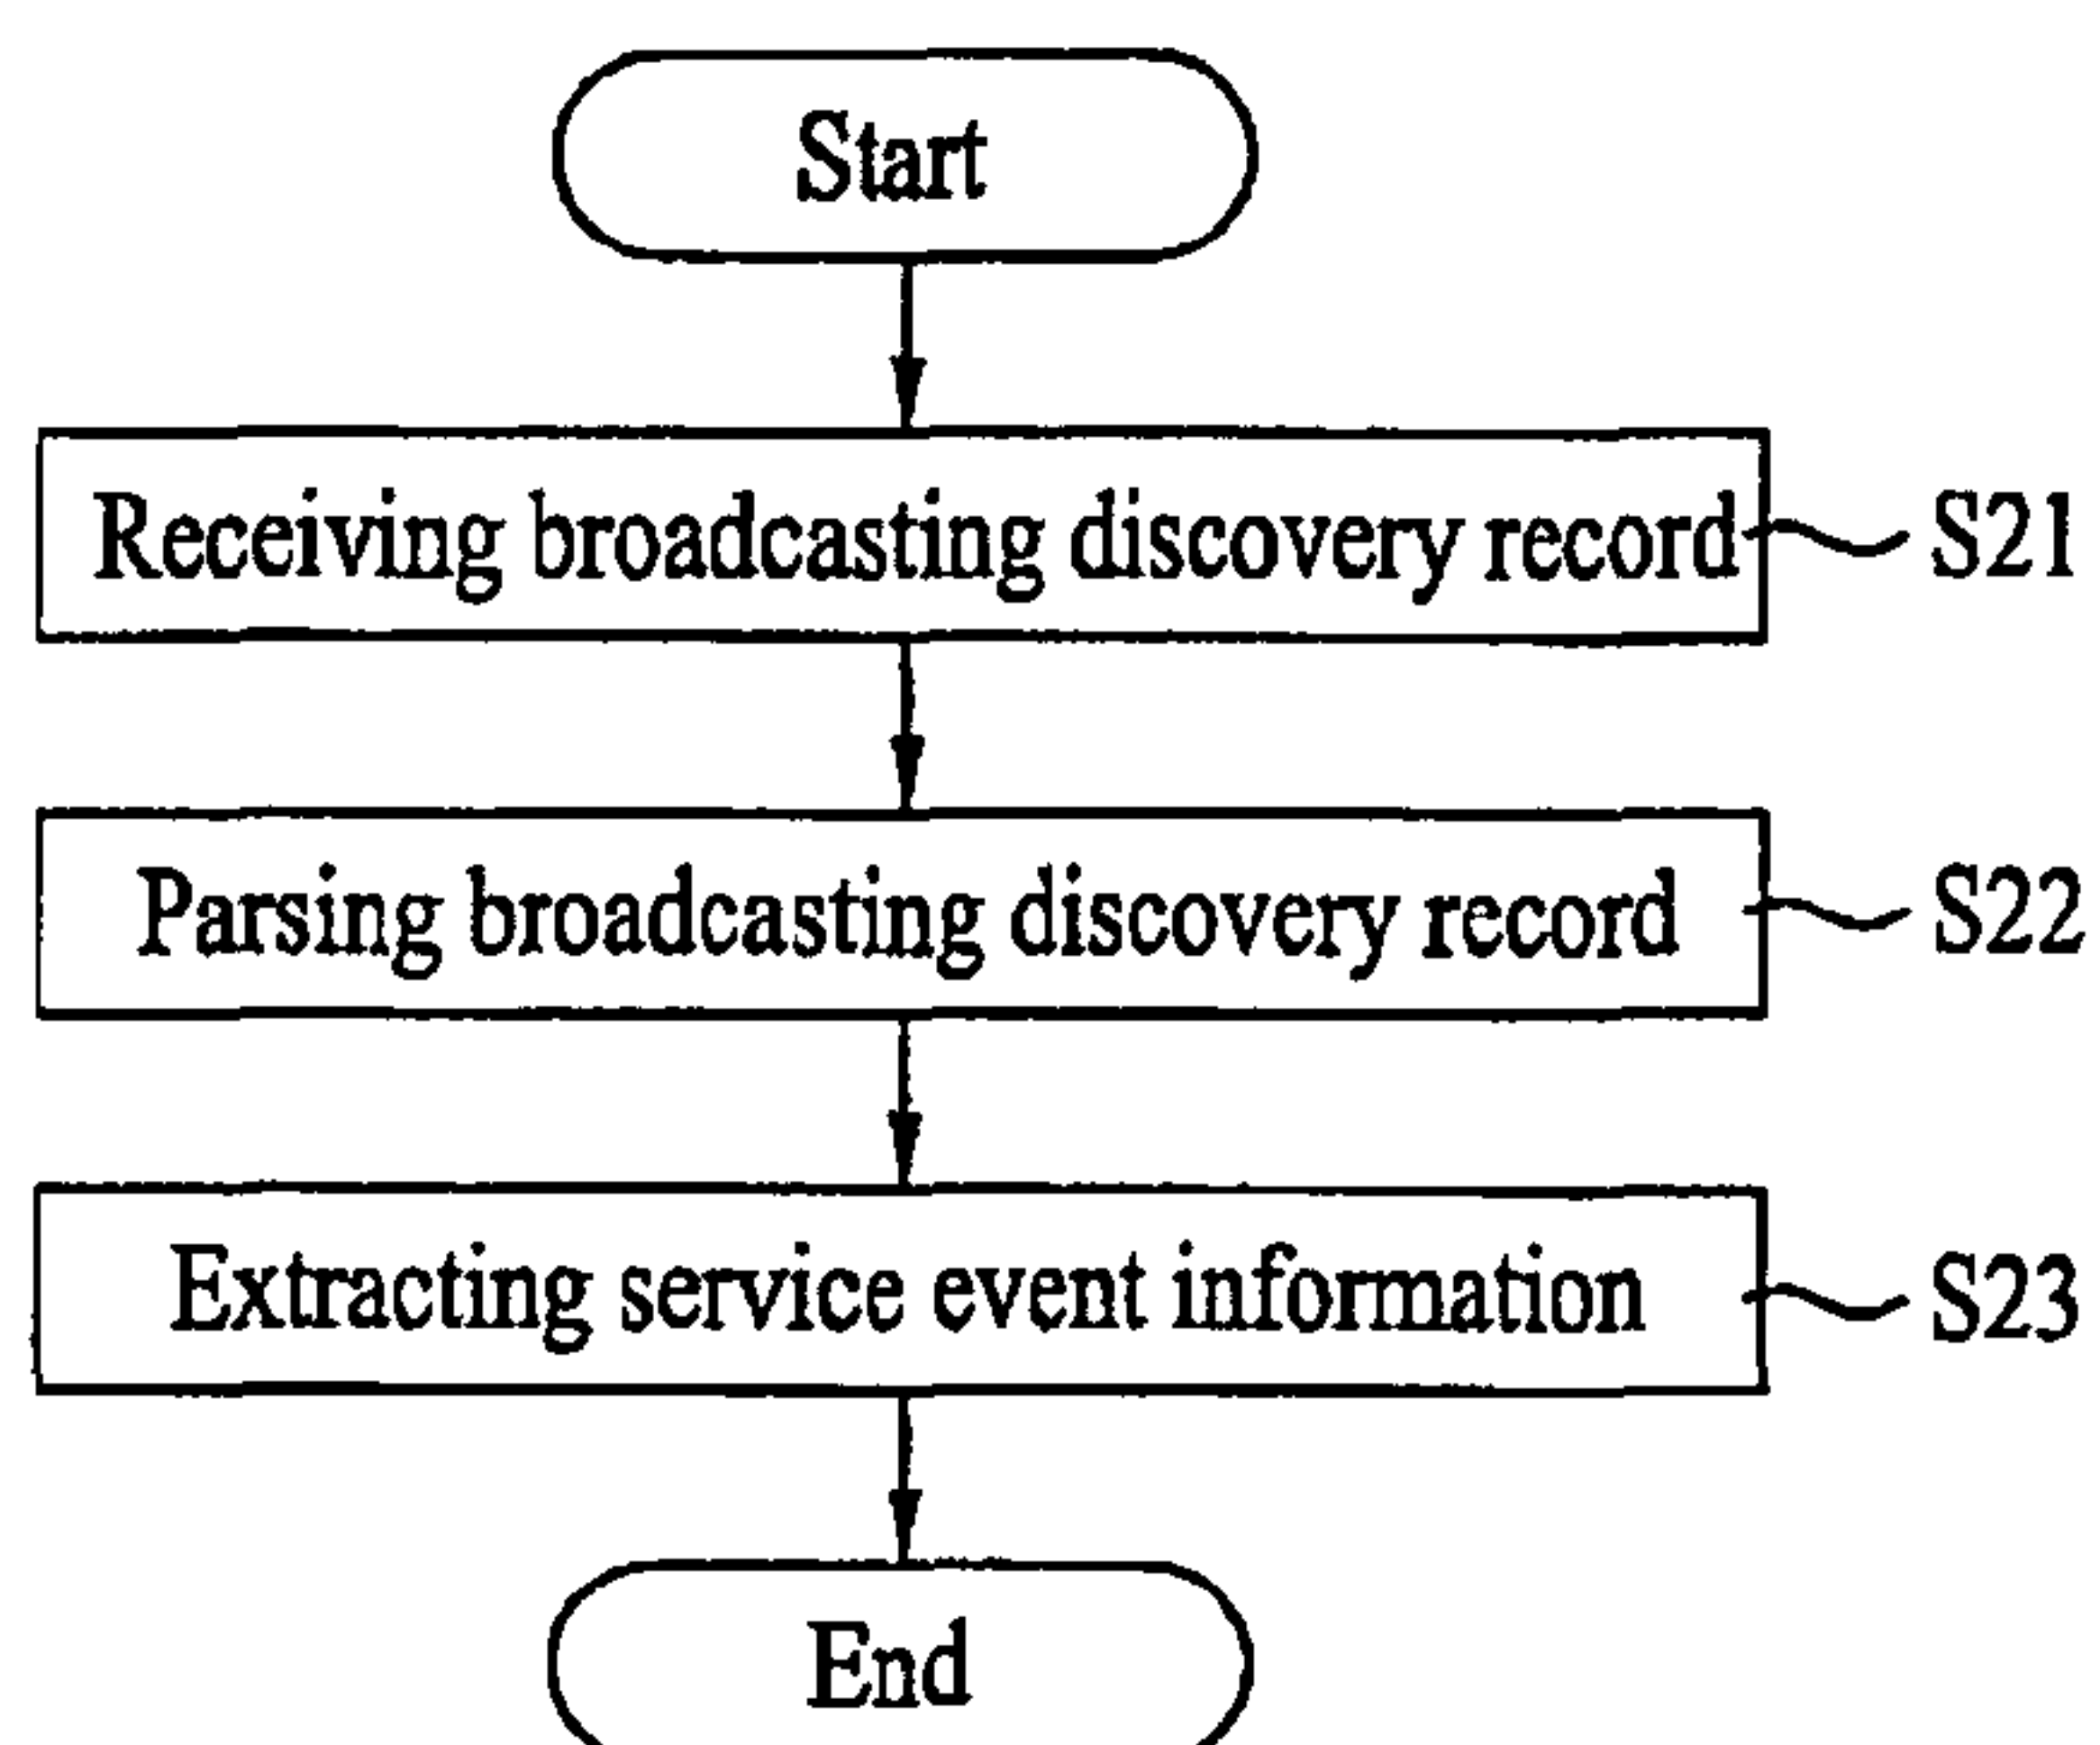 Start
Receiving broadcasting discovery record S21
Parsing broadcasting discovery record S22
Extracting service event information S23
End